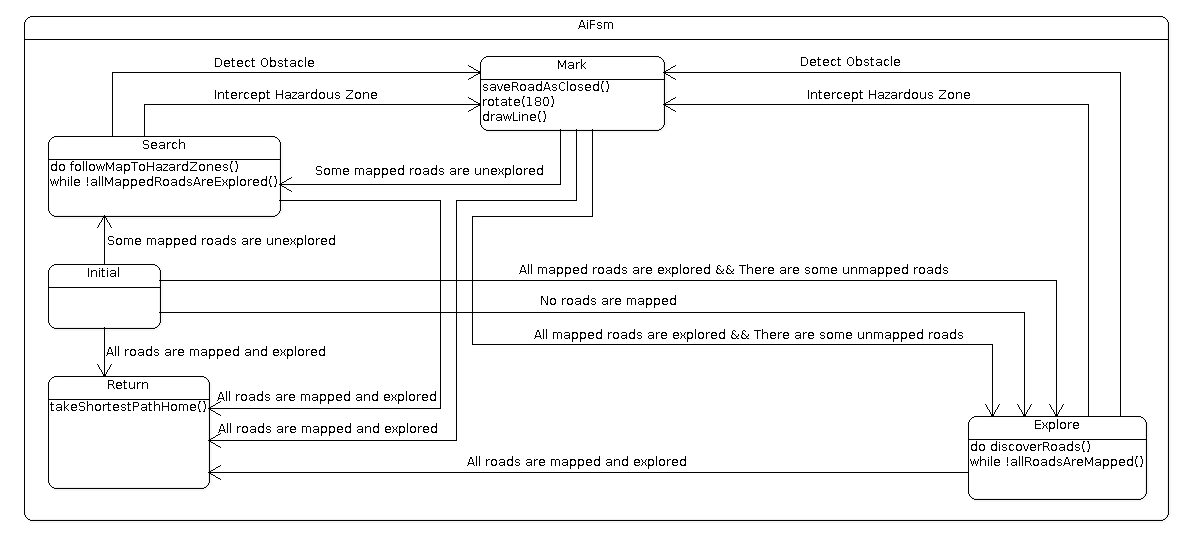 AiFsm
Detect Obstacle
Mark
Detect Obstacle
saveRoadAsClosed()
rotate(180)
drawLine()
Intercept Hazardous Zone
Intercept Hazardous Zone
Search
do followMapToHazardZones()
while !allMappedRoadsAreExplored()
Some mapped roads are unexplored
Some mapped roads are unexplored
Initial
All mapped roads are explored && There are some unmapped roads
No roads are mapped
All mapped roads are explored && There are some unmapped roads
All roads are mapped and explored
Return
takeShortestPathHome()
All roads are mapped and explored
All roads are mapped and explored
All roads are mapped and explored
Explore
do discoverRoads()
while !allRoadsAreMapped()